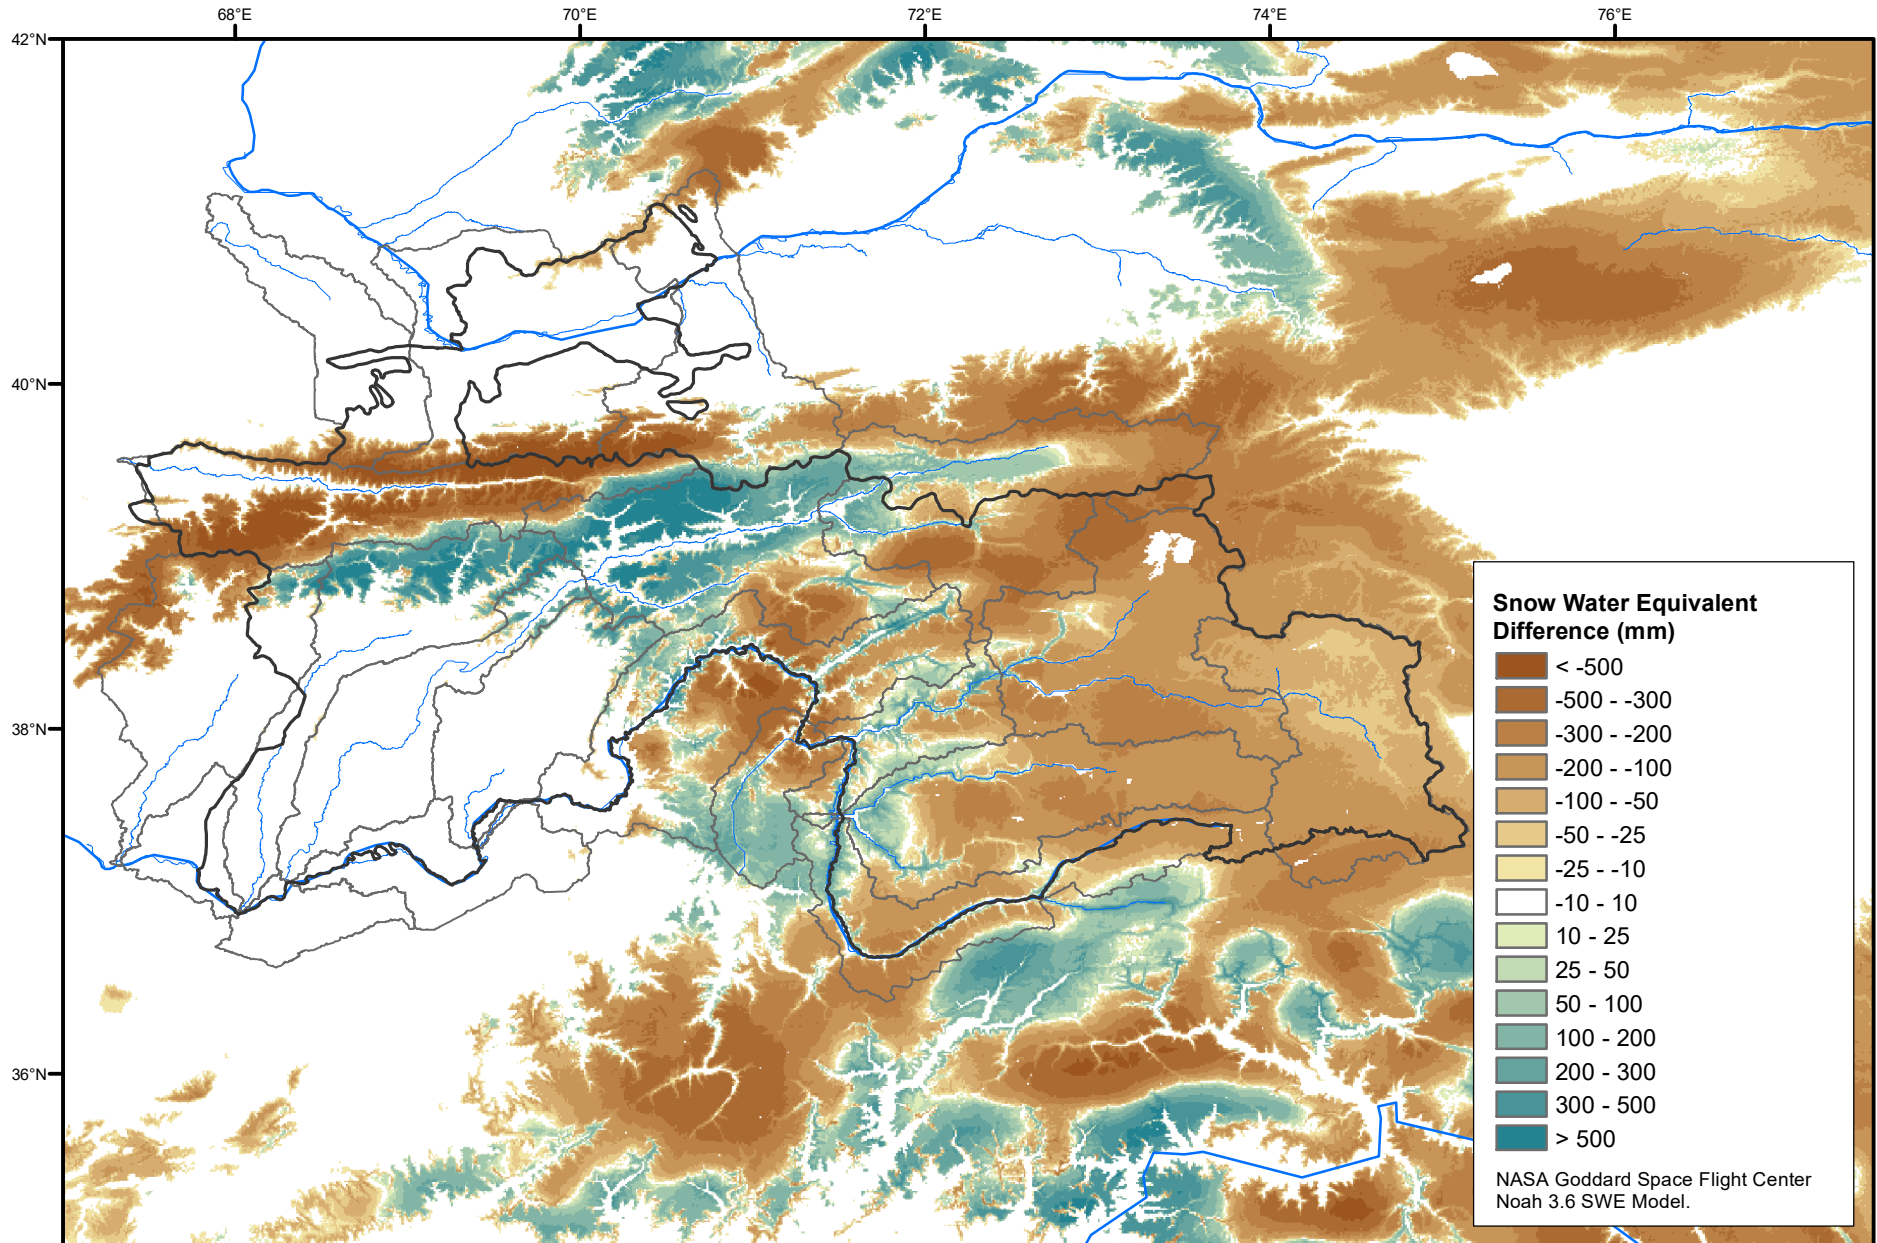 68°E
70°E
72°E
74°E
76°E
42°N
40°N
38°N
36°N
Snow Water Equivalent
Difference (mm)
< -500
-500 - -300
-300 - -200
-200 - -100
-100 - -50
-50 - -25
-25 - -10
-10 - 10
10 - 25
25 - 50
50 - 100
100 - 200
200 - 300
300 - 500
> 500
NASA Goddard Space Flight Center
Noah 3.6 SWE Model.